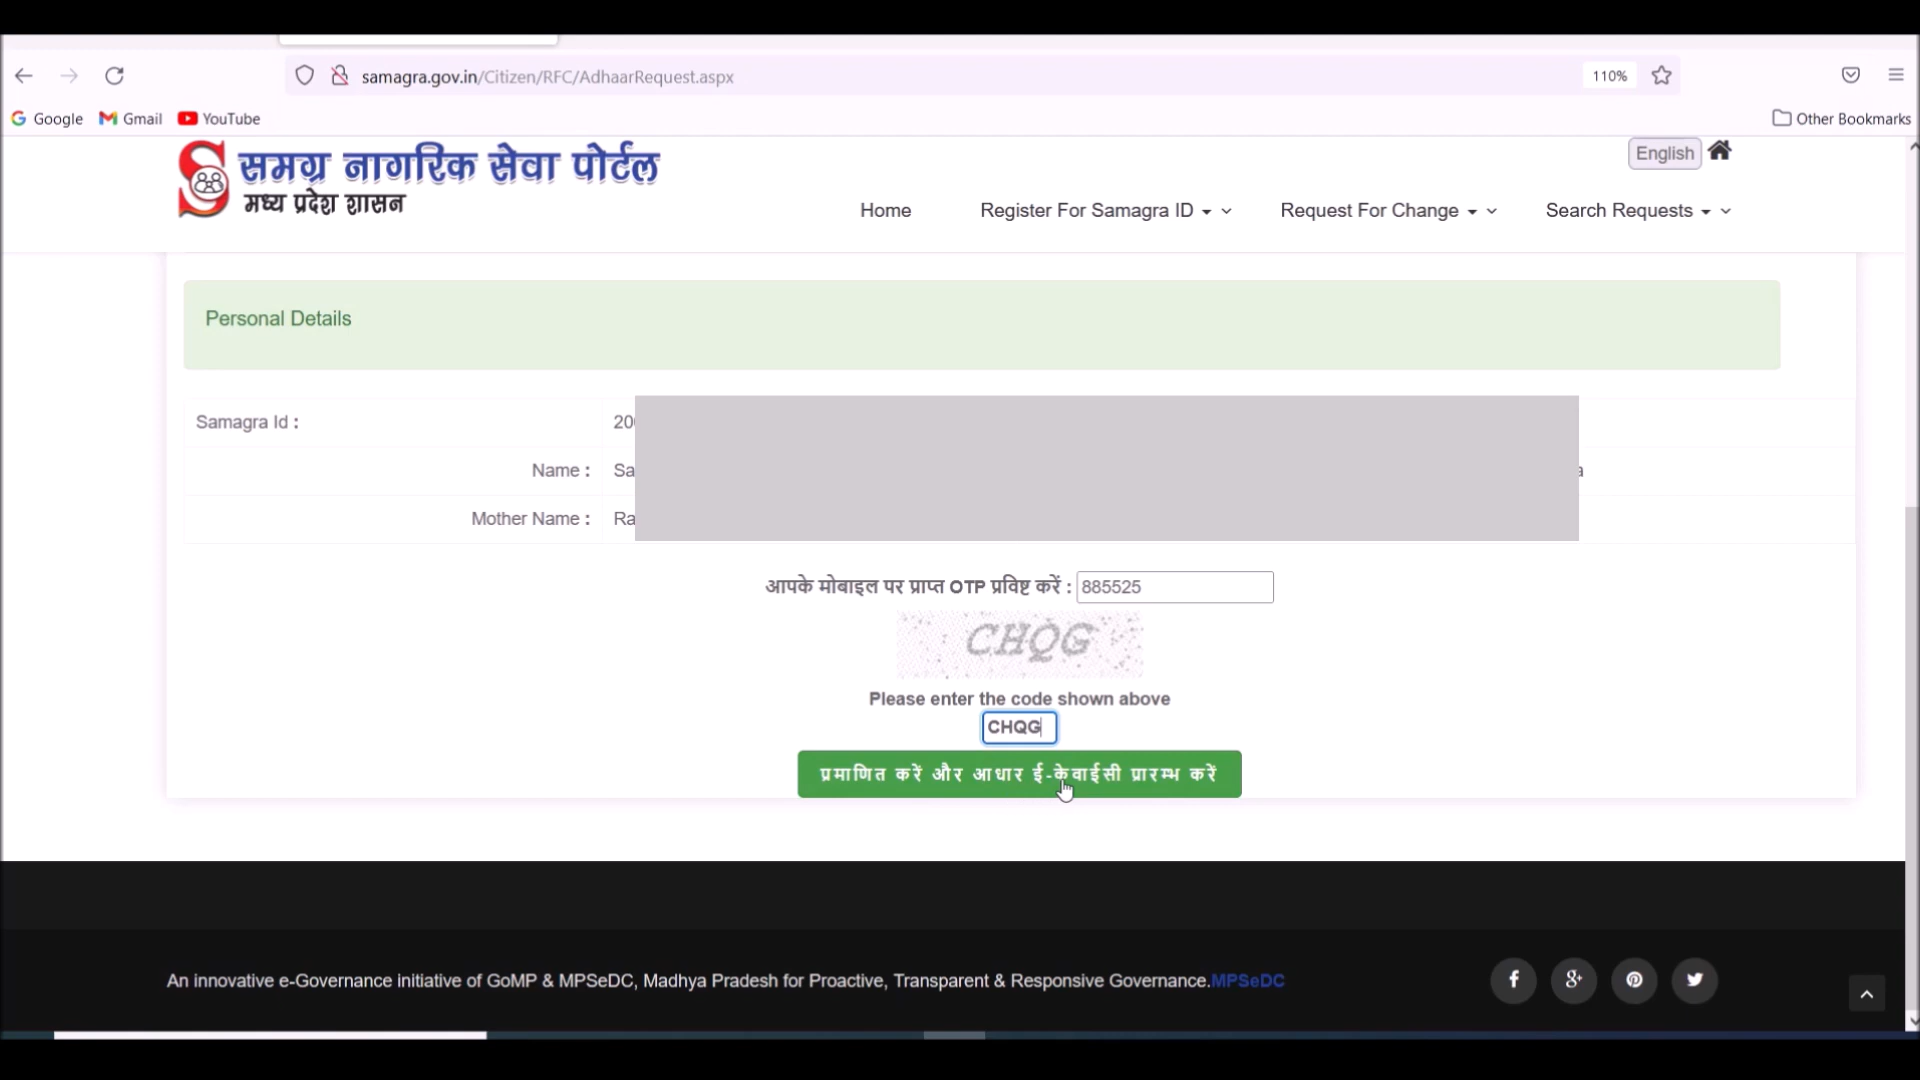 samagra.gov.in/Citizen/RFC/AdhaarRequest.aspx
110%
Google
Gmail
YouTube
Other Bookmarks
समग्र नागरिक सेवा पोर्टल
मध्य प्रदेश शासन
English
Home
Register For Samagra ID
Request For Change
Search Requests
Personal Details
Samagra Id :
20
Name :
Sa
a
Mother Name :
Ra
आपके मोबाइल पर प्राप्त OTP प्रविष्ट करें :
885525
CHQG
Please enter the code shown above
CHQG
प्रमाणित करें और आधार ई-केवाईसी प्रारम्भ करें
An innovative e-Governance initiative of GoMP & MPSeDC, Madhya Pradesh for Proactive, Transparent & Responsive Governance.MPSeDC